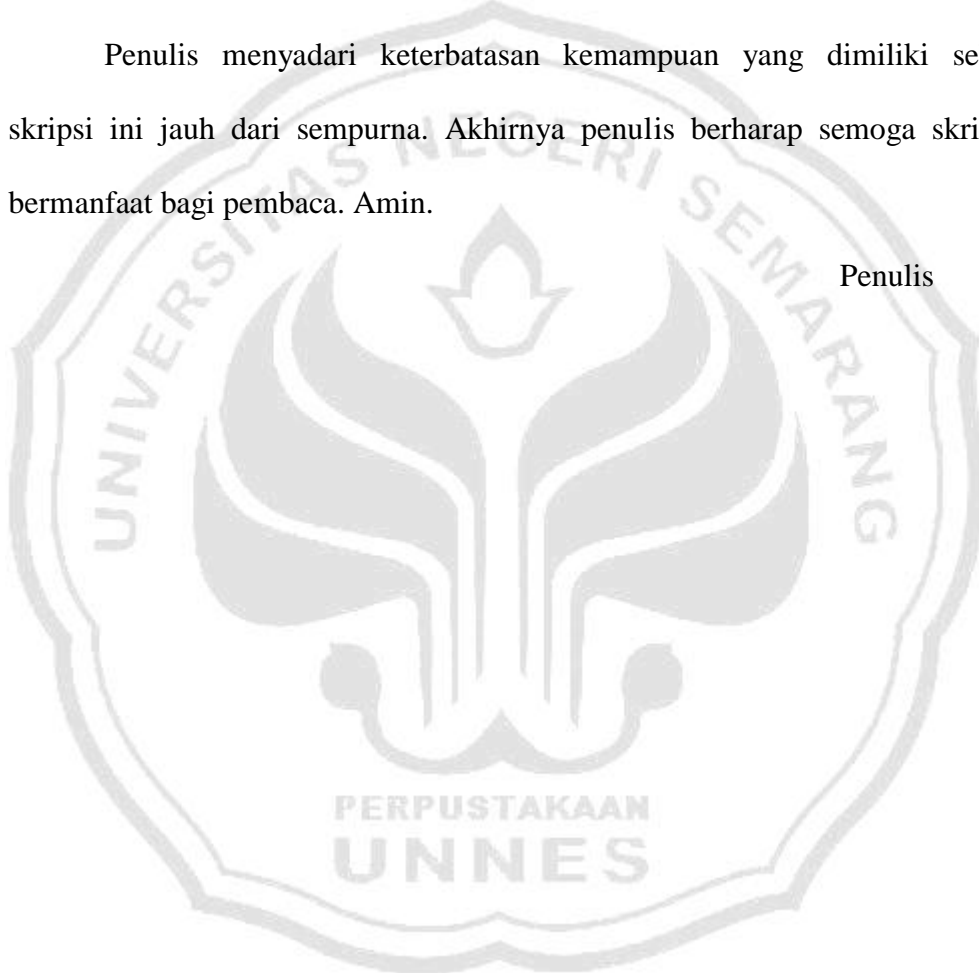 Penulis menyadari keterbatasan kemampuan yang dimiliki se
skripsi ini jauh dari sempurna. Akhirnya penulis berharap semoga skri
bermanfaat bagi pembaca. Amin.
Penulis
UNIVERSITAS NEGERI SEMARANG
PERPUSTAKAAN
UNNES